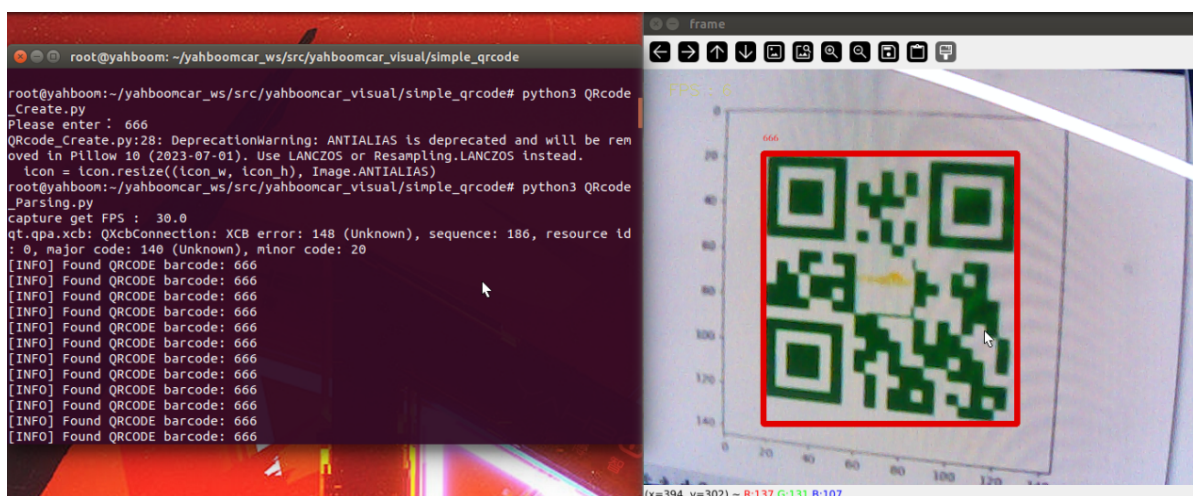 root@yahboom: ~/yahboomcar_ws/src/yahboomcar_visual/simple_qrcode
root@yahboom:~/yahboomcar_ws/src/yahboomcar_visual/simple_qrcode# python3 QRcode
_Create.py
Please enter： 666
QRcode_Create.py:28: DeprecationWarning: ANTIALIAS is deprecated and will be rem
oved in Pillow 10 (2023-07-01). Use LANCZOS or Resampling.LANCZOS instead.
  icon = icon.resize((icon_w, icon_h), Image.ANTIALIAS)
root@yahboom:~/yahboomcar_ws/src/yahboomcar_visual/simple_qrcode# python3 QRcode
_Parsing.py
capture get FPS :  30.0
qt.qpa.xcb: QXcbConnection: XCB error: 148 (Unknown), sequence: 186, resource id
: 0, major code: 140 (Unknown), minor code: 20
[INFO] Found QRCODE barcode: 666
[INFO] Found QRCODE barcode: 666
[INFO] Found QRCODE barcode: 666
[INFO] Found QRCODE barcode: 666
[INFO] Found QRCODE barcode: 666
[INFO] Found QRCODE barcode: 666
[INFO] Found QRCODE barcode: 666
[INFO] Found QRCODE barcode: 666
[INFO] Found QRCODE barcode: 666
[INFO] Found QRCODE barcode: 666
[INFO] Found QRCODE barcode: 666
[INFO] Found QRCODE barcode: 666
frame
FPS
0
666
20
40
60
80
100
120
140
0 20 40 60 80 100 120 140
(x=394, y=302) ~ R:137 G:131 B:107